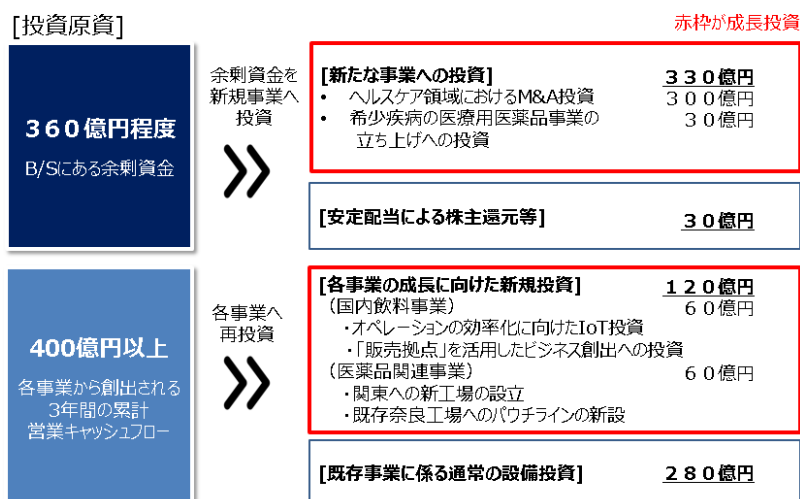 [投資原資]
赤枠が成長投資
360億円程度
B/Sにある余剰資金
余剰資金を
新規事業へ
投資
[新たな事業への投資] 330億円
• ヘルスケア領域におけるM&A投資 300億円
• 希少疾病の医療用医薬品事業の 30億円
立ち上げへの投資
[安定配当による株主還元等] 30億円
400億円以上
各事業から創出される
3年間の累計
営業キャッシュフロー
各事業へ
再投資
[各事業の成長に向けた新規投資] 120億円
（国内飲料事業） 60億円
・オペレーションの効率化に向けたIoT投資
・「販売拠点」を活用したビジネス創出への投資
（医薬品関連事業） 60億円
・関東への新工場の設立
・既存奈良工場へのパウチラインの新設
[既存事業に係る通常の設備投資] 280億円